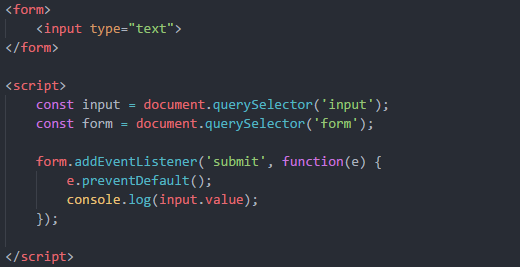 <form>
    <input type="text">
</form>

<script>
    const input = document.querySelector('input');
    const form = document.querySelector('form');

    form.addEventListener('submit', function(e) {
        e.preventDefault();
        console.log(input.value);
    });

</script>